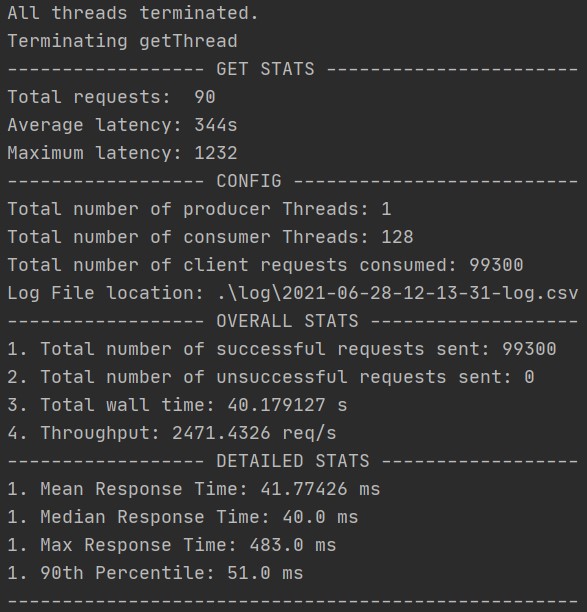 All threads terminated.
Terminating getThread
------------------ GET STATS -----------------------
Total requests:  90
Average latency: 344s
Maximum latency: 1232
------------------ CONFIG --------------------------
Total number of producer Threads: 1
Total number of consumer Threads: 128
Total number of client requests consumed: 99300
Log File location: .\log\2021-06-28-12-13-31-log.csv
------------------ OVERALL STATS -------------------
1. Total number of successful requests sent: 99300
2. Total number of unsuccessful requests sent: 0
3. Total wall time: 40.179127 s
4. Throughput: 2471.4326 req/s
------------------ DETAILED STATS ------------------
1. Mean Response Time: 41.77426 ms
1. Median Response Time: 40.0 ms
1. Max Response Time: 483.0 ms
1. 90th Percentile: 51.0 ms
----------------------------------------------------